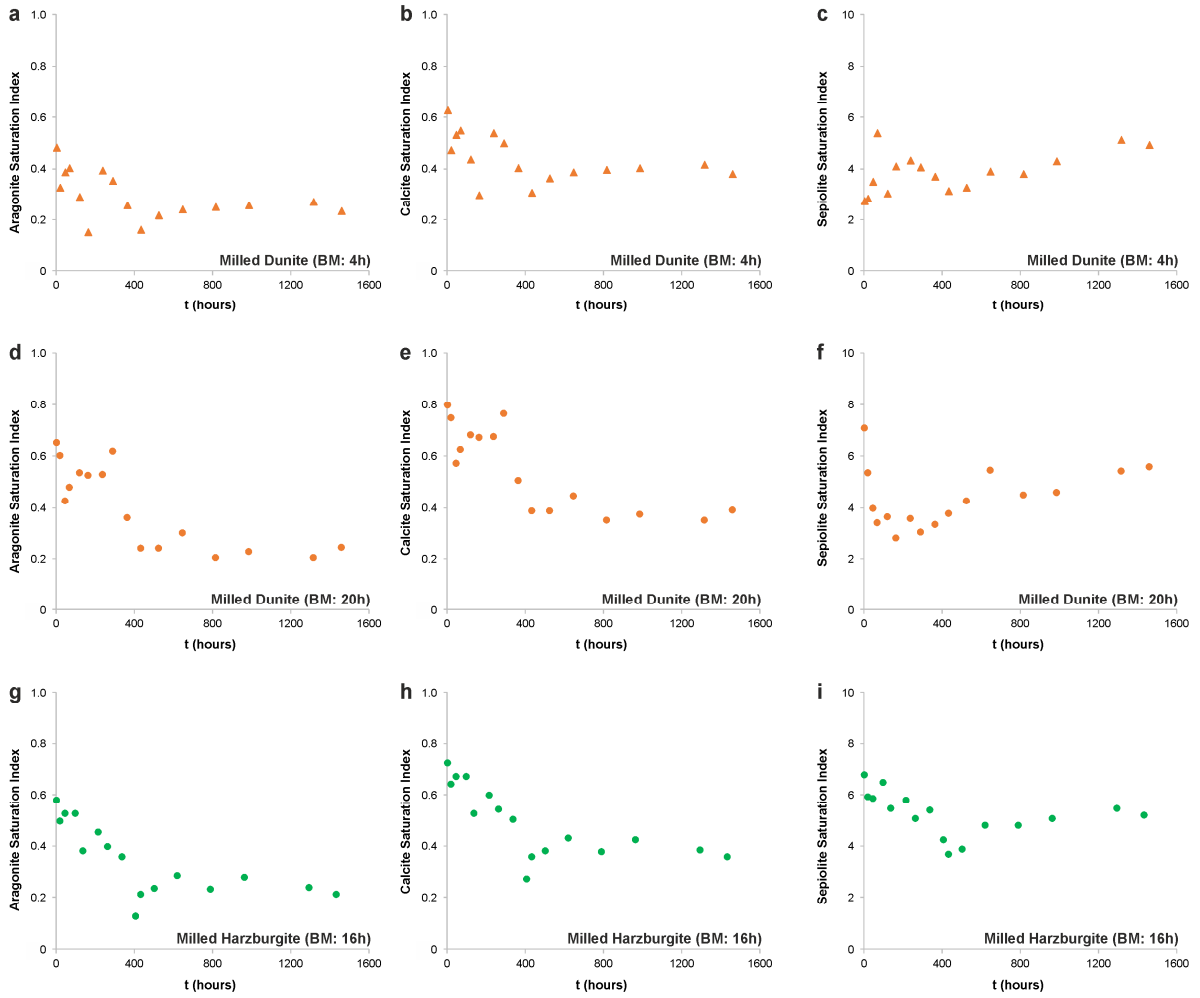 a
1.0
0.8
0.6
0.4
0.2
0
Aragonite Saturation Index
Milled Dunite (BM: 4h)
0 400 800 1200 1600
t (hours)
b
1.0
0.8
0.6
0.4
0.2
0
Calcite Saturation Index
Milled Dunite (BM: 4h)
0 400 800 1200 1600
t (hours)
c
10
8
6
4
2
0
Sepiolite Saturation Index
Milled Dunite (BM: 4h)
0 400 800 1200 1600
t (hours)
d
1.0
0.8
0.6
0.4
0.2
0
Aragonite Saturation Index
Milled Dunite (BM: 20h)
0 400 800 1200 1600
t (hours)
e
1.0
0.8
0.6
0.4
0.2
0
Calcite Saturation Index
Milled Dunite (BM: 20h)
0 400 800 1200 1600
t (hours)
f
10
8
6
4
2
0
Sepiolite Saturation Index
Milled Dunite (BM: 20h)
0 400 800 1200 1600
t (hours)
g
1.0
0.8
0.6
0.4
0.2
0
Aragonite Saturation Index
Milled Harzburgite (BM: 16h)
0 400 800 1200 1600
t (hours)
h
1.0
0.8
0.6
0.4
0.2
0
Calcite Saturation Index
Milled Harzburgite (BM: 16h)
0 400 800 1200 1600
t (hours)
i
10
8
6
4
2
0
Sepiolite Saturation Index
Milled Harzburgite (BM: 16h)
0 400 800 1200 1600
t (hours)